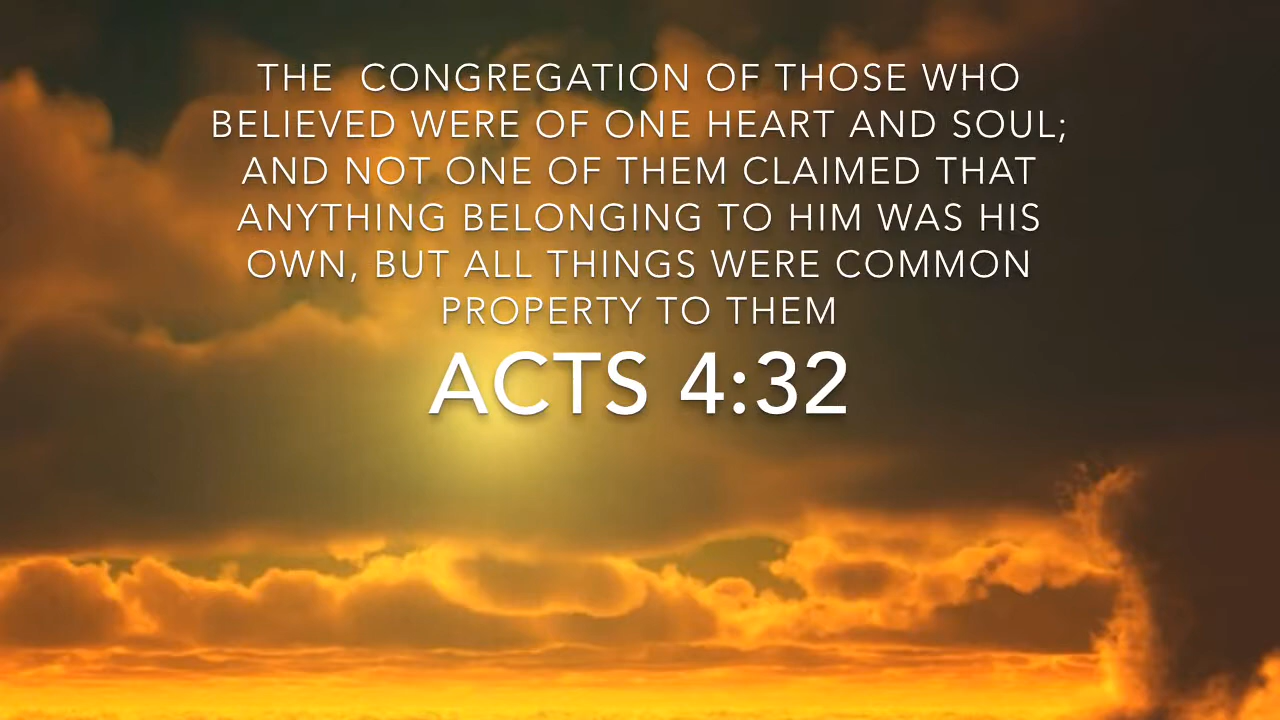 THE  CONGREGATION OF THOSE WHO
BELIEVED WERE OF ONE HEART AND SOUL;
AND NOT ONE OF THEM CLAIMED THAT
ANYTHING BELONGING TO HIM WAS HIS
OWN, BUT ALL THINGS WERE COMMON
PROPERTY TO THEM
ACTS 4:32